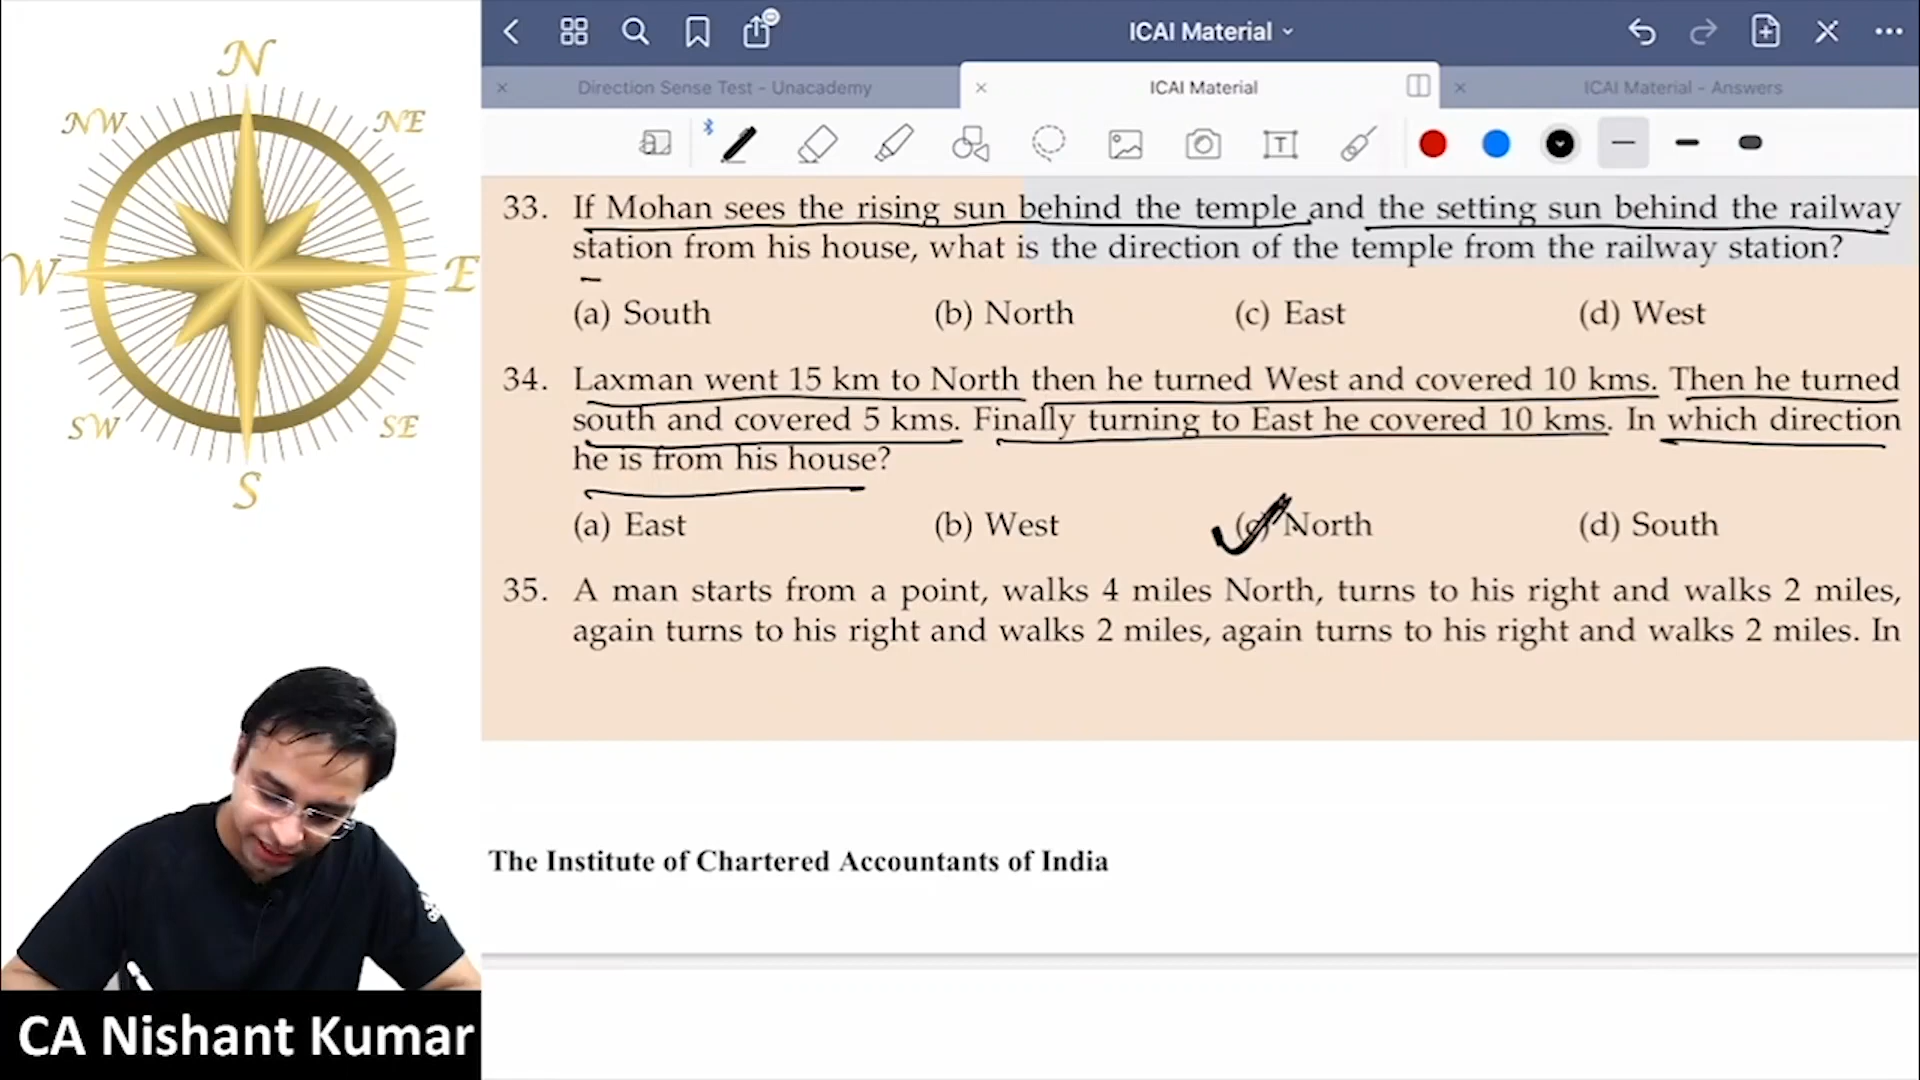 N
NW
NE
W
E
SW
SE
S
CA Nishant Kumar
ICAI Material
Direction Sense Test - Unacademy
ICAI Material
ICAI Material - Answers
33. If Mohan sees the rising sun behind the temple and the setting sun behind the railway
station from his house, what is the direction of the temple from the railway station?
(a) South (b) North (c) East (d) West
34. Laxman went 15 km to North then he turned West and covered 10 kms. Then he turned
south and covered 5 kms. Finally turning to East he covered 10 kms. In which direction
he is from his house?
(a) East (b) West (c) North (d) South
35. A man starts from a point, walks 4 miles North, turns to his right and walks 2 miles,
again turns to his right and walks 2 miles, again turns to his right and walks 2 miles. In
The Institute of Chartered Accountants of India